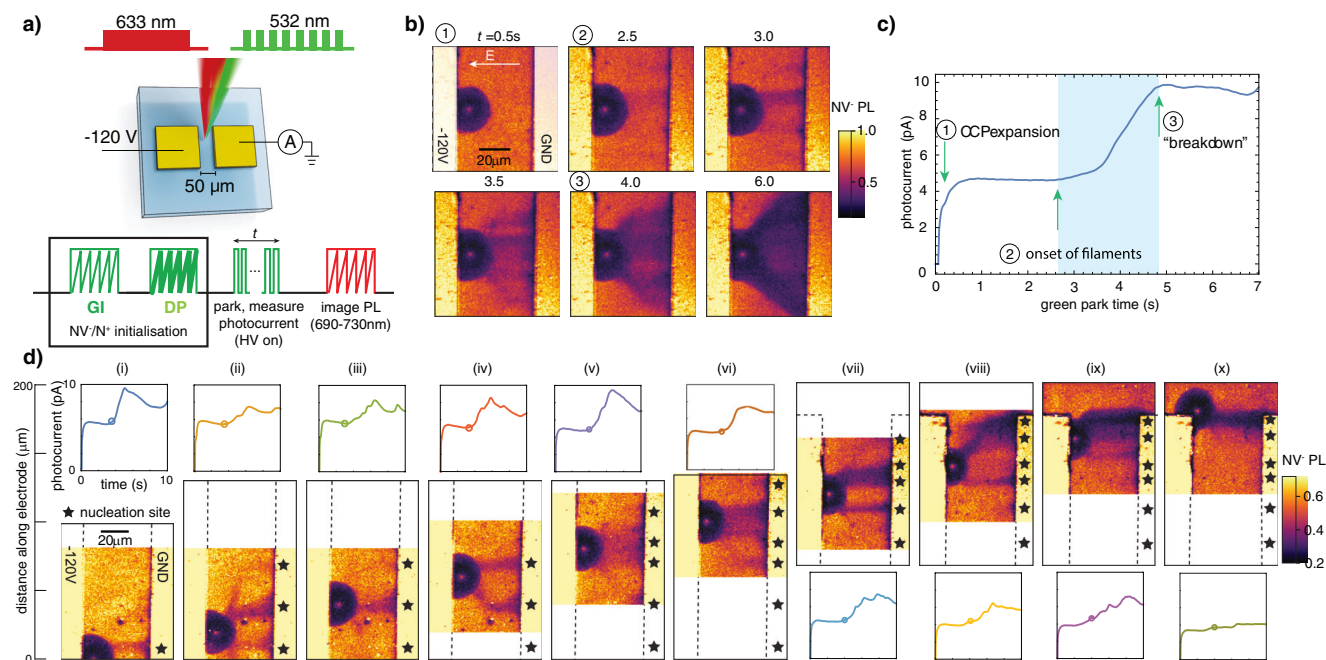 a)
633 nm
532 nm
-120 V
A
50 µm
t
...
GI
DP
NV⁻/N⁺ initialisation
park, measure
photocurrent
(HV on)
image PL
(690-730nm)
b)
1
t=0.5s
2
2.5
3.0
E
-120V
GND
20µm
3.5
3
4.0
6.0
NV⁻ PL
1.0
0.5
c)
photocurrent (pA)
10
8
6
4
2
0
1 OCPexpansion
3
"breakdown"
2 onset of filaments
0 1 2 3 4 5 6 7
green park time (s)
d)
(i) (ii) (iii) (iv) (v) (vi) (vii) (viii) (ix) (x)
distance along electrode (µm)
200
100
0
photocurrent (pA)
10
0
0 10
time (s)
★ nucleation site
20µm
-120V
GND
NV⁻ PL
0.6
0.4
0.2